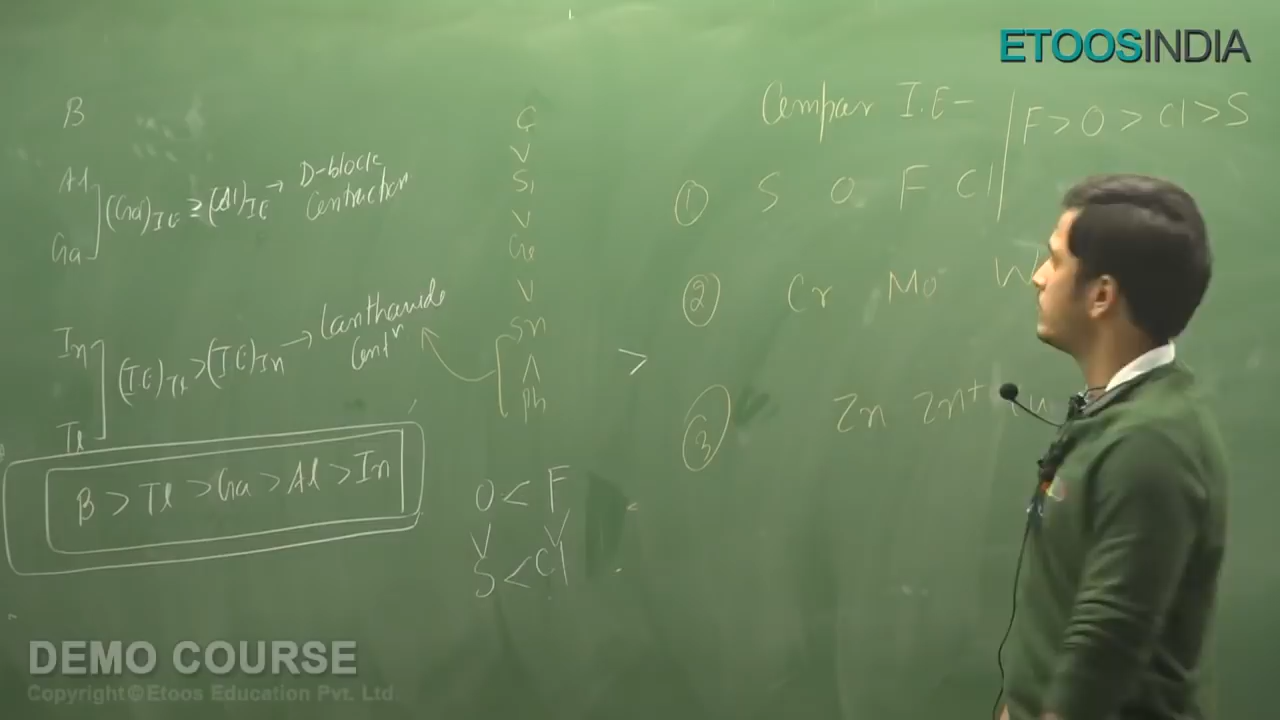 ETOOSINDIA
B
Al
Ga
(Ga)IE ≥ (Al)IE → D-block
Contraction
In
Tl
(IE)Tl > (IE)In → Lanthanide
Contr
B > Tl > Ga > Al > In
C
V
Si
V
Ge
V
Sn
Λ
Pb
>
O < F
V V
S < Cl
Compar I.E-
F > O > Cl > S
① S O F Cl
② Cr Mo W
③ Zn Zn+
DEMO COURSE
Copyright©Etoos Education Pvt. Ltd.